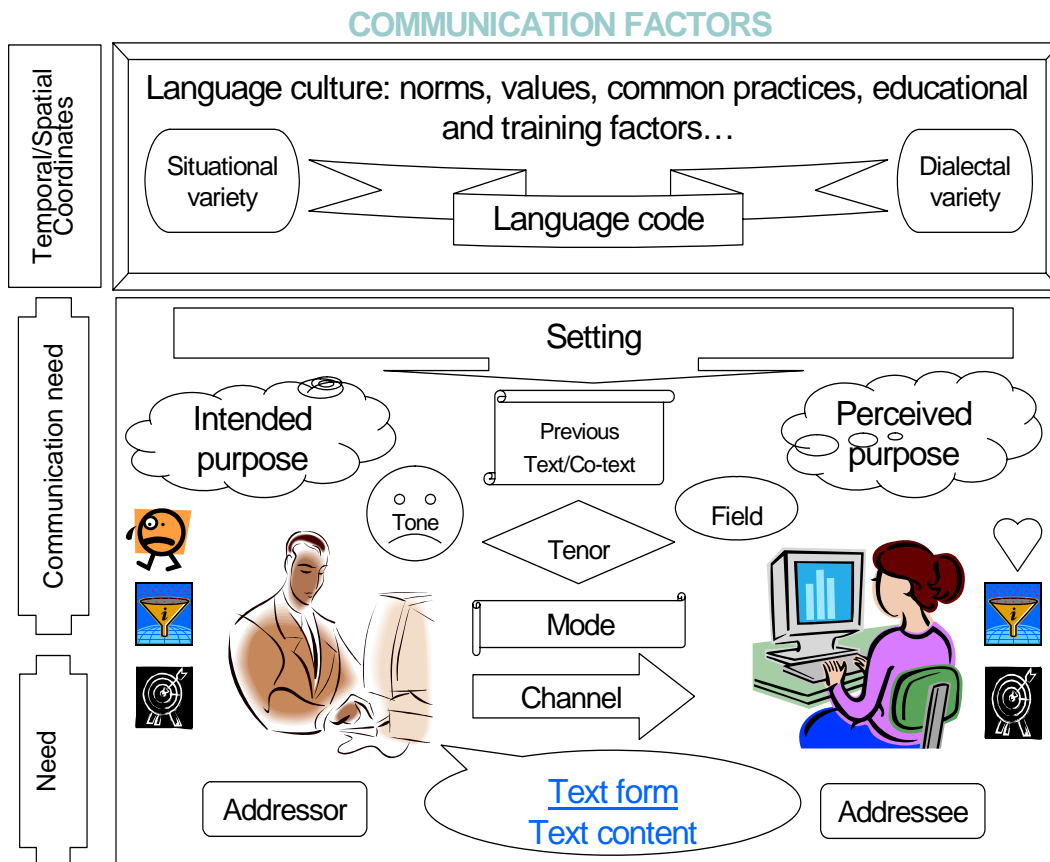 COMMUNICATION FACTORS
Temporal/Spatial
Coordinates
Language culture: norms, values, common practices, educational
and training factors…
Situational
variety
Language code
Dialectal
variety
Communication need
Setting
Intended
purpose
Previous
Text/Co-text
Perceived
purpose
Tone
Field
Tenor
i
i
Mode
Need
Channel
Addressor
Text form
Text content
Addressee